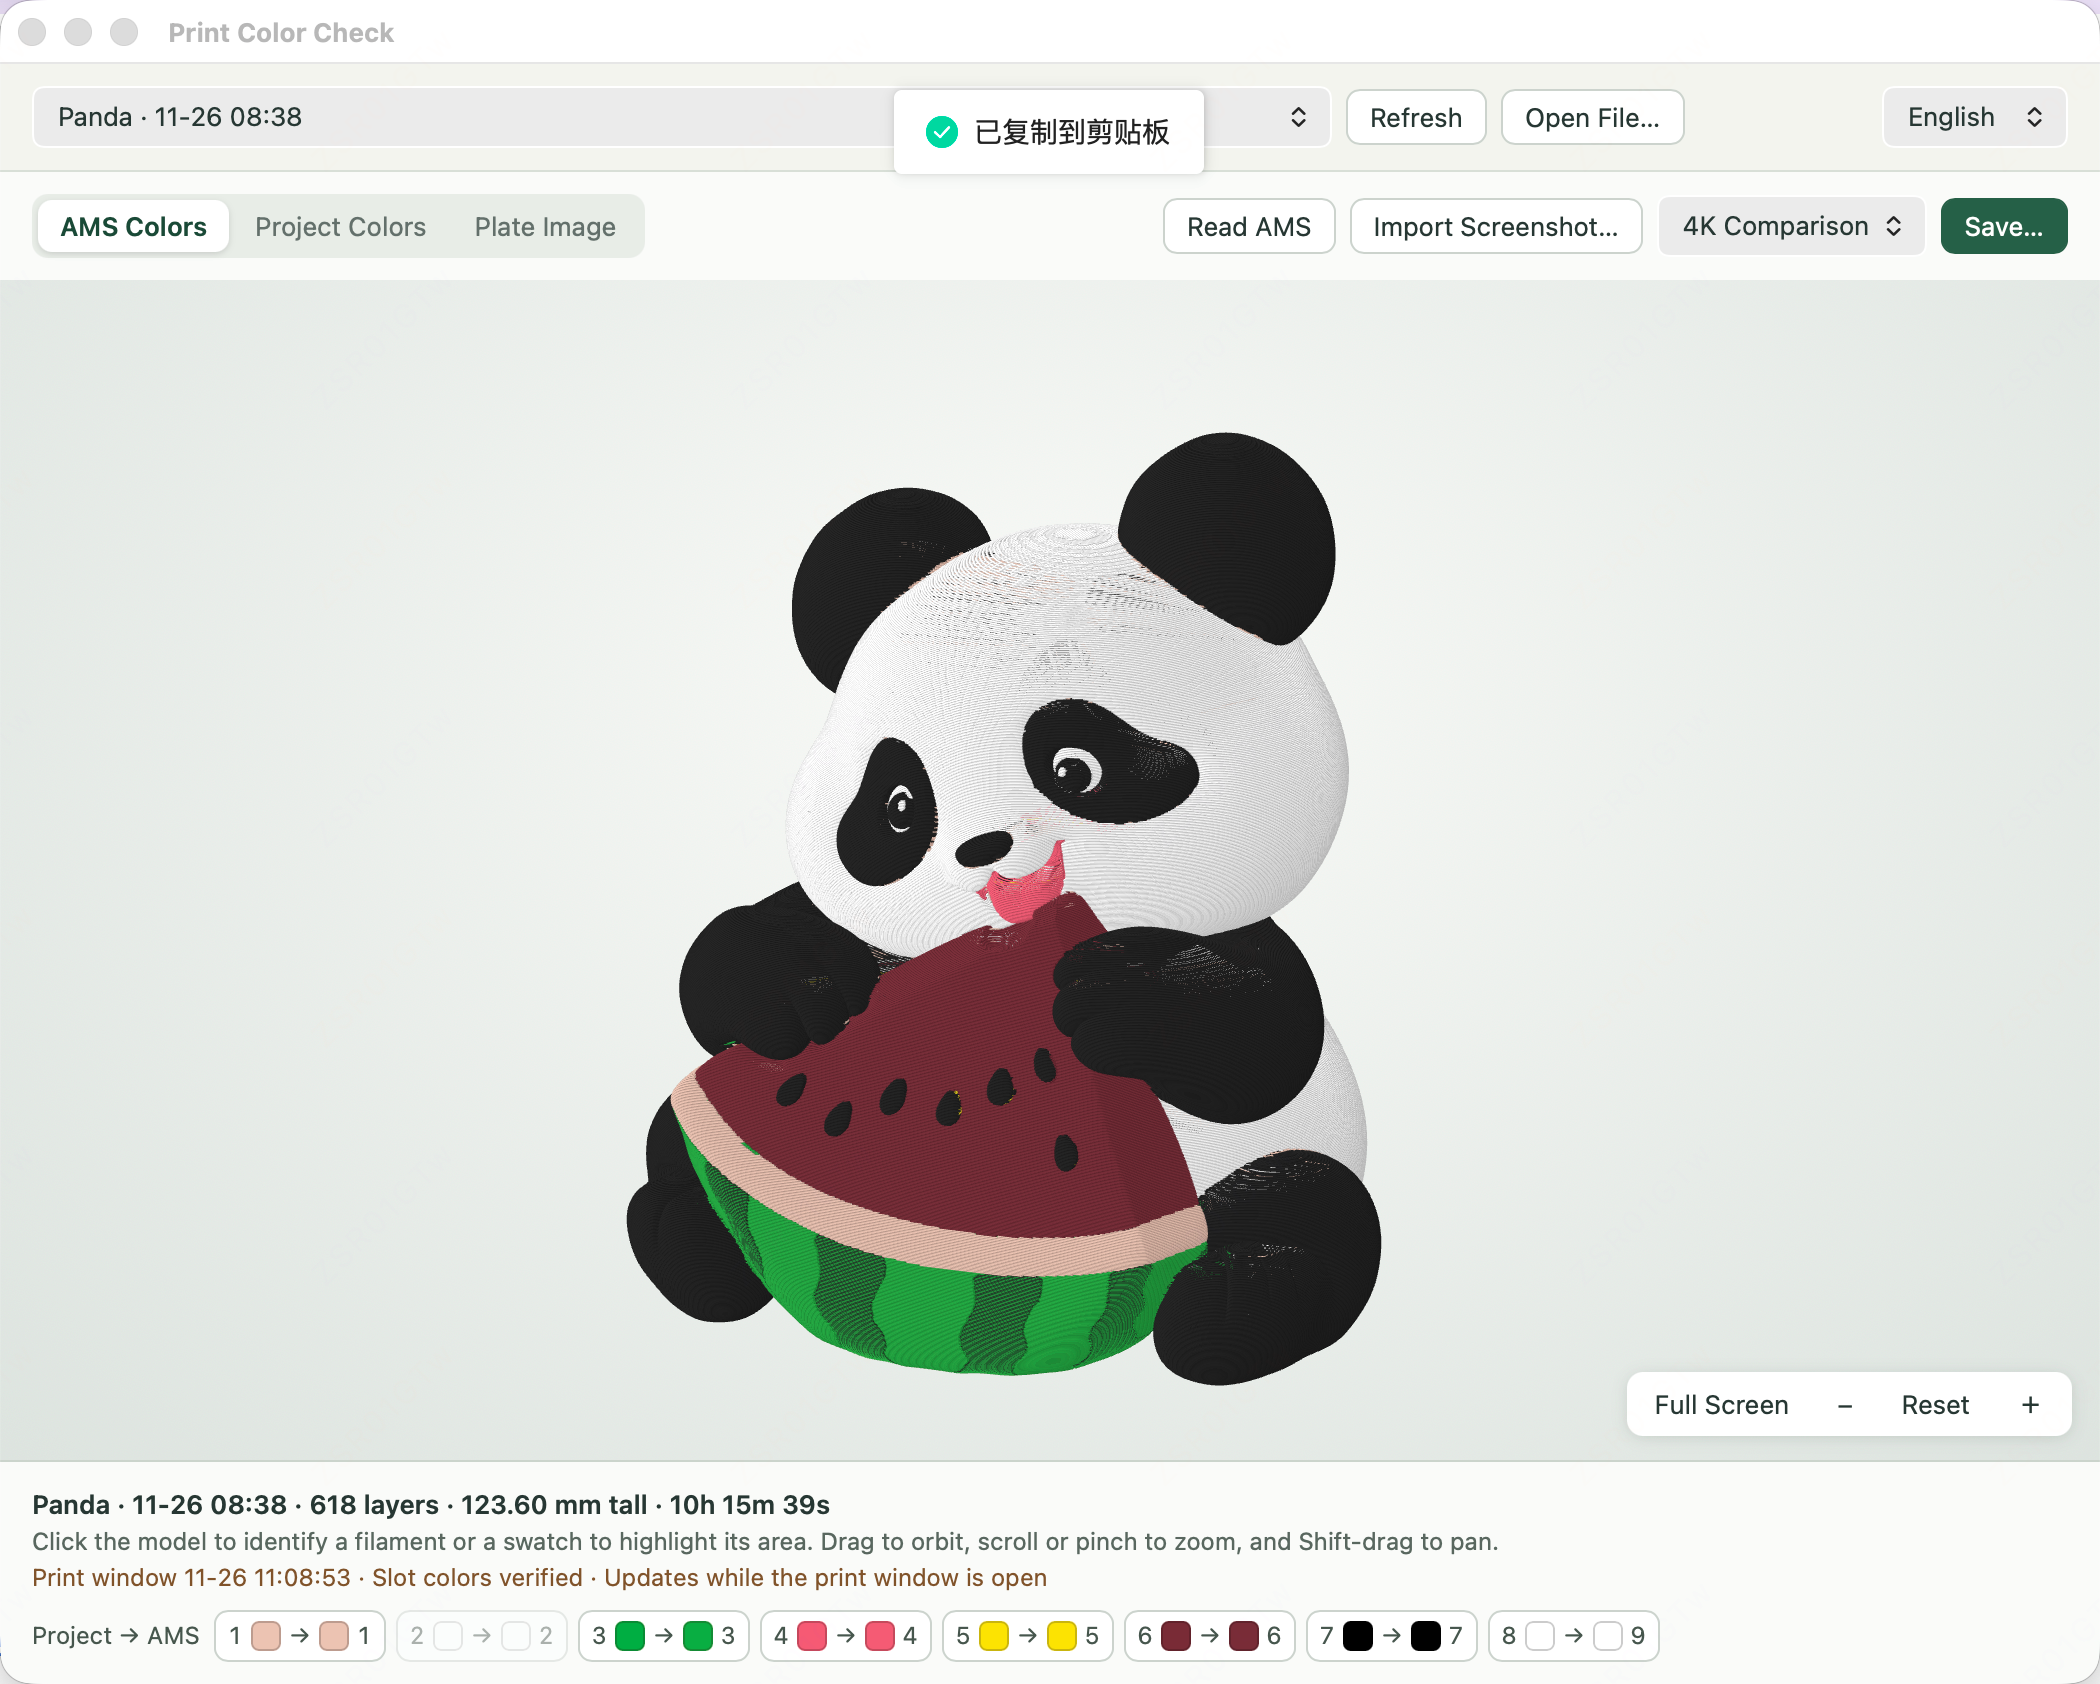 Print Color Check
Panda · 11-26 08:38
已复制到剪贴板
Refresh
Open File...
English
AMS Colors
Project Colors
Plate Image
Read AMS
Import Screenshot...
4K Comparison
Save...
Full Screen
−
Reset
+
Panda · 11-26 08:38 · 618 layers · 123.60 mm tall · 10h 15m 39s
Click the model to identify a filament or a swatch to highlight its area. Drag to orbit, scroll or pinch to zoom, and Shift-drag to pan.
Print window 11-26 11:08:53 · Slot colors verified · Updates while the print window is open
Project → AMS
1 → 1
2 → 2
3 → 3
4 → 4
5 → 5
6 → 6
7 → 7
8 → 9